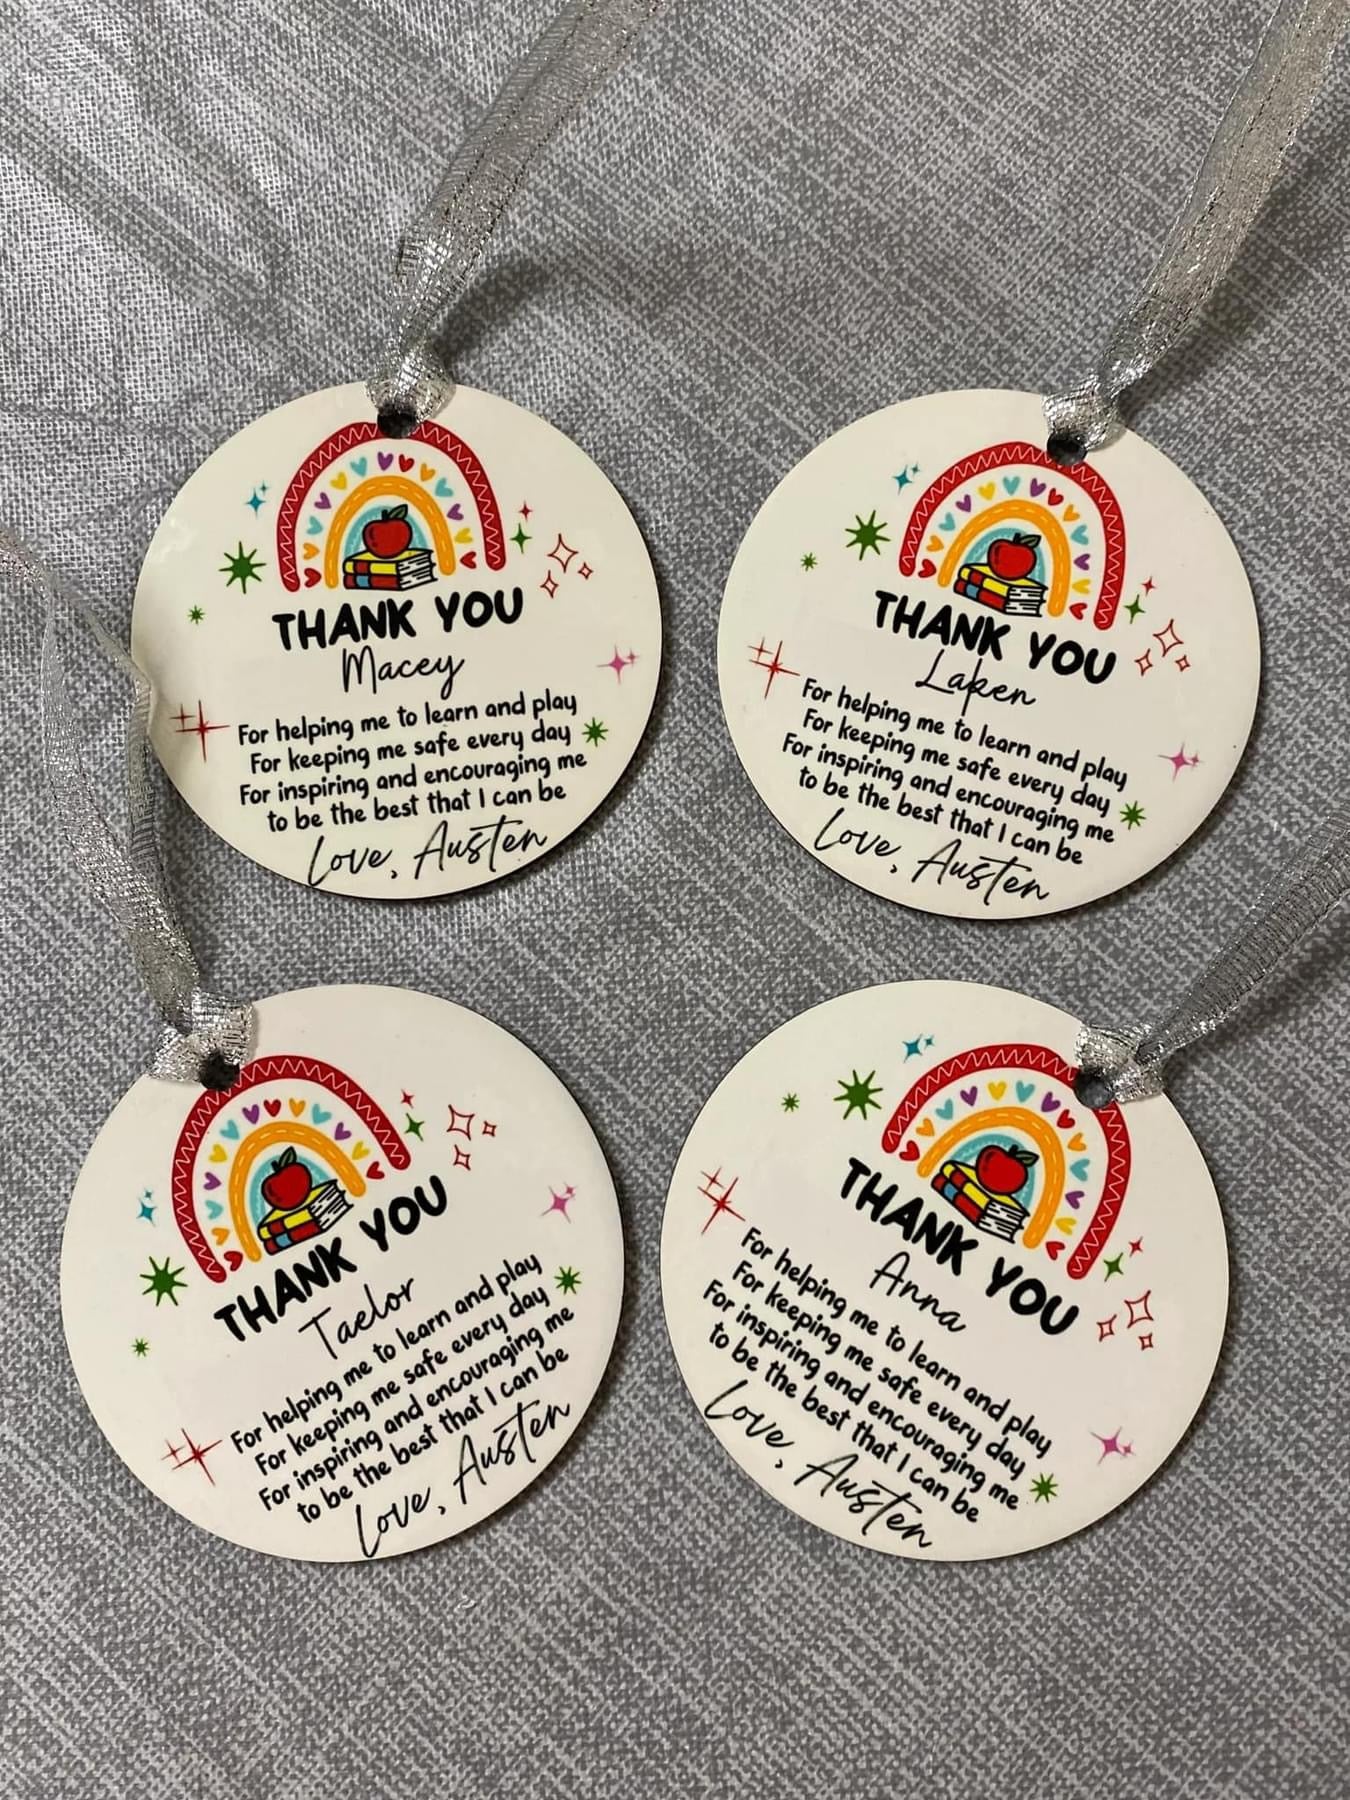 THANK YOU
Macey
For helping me to learn and play
For keeping me safe every day
For inspiring and encouraging me
to be the best that I can be
Love, Austen
THANK YOU
Laken
For helping me to learn and play
For keeping me safe every day
For inspiring and encouraging me
to be the best that I can be
Love, Austen
THANK YOU
Taelor
For helping me to learn and play
For keeping me safe every day
For inspiring and encouraging me
to be the best that I can be
Love, Austen
THANK YOU
Anna
For helping me to learn and play
For keeping me safe every day
For inspiring and encouraging me
to be the best that I can be
Love, Austen